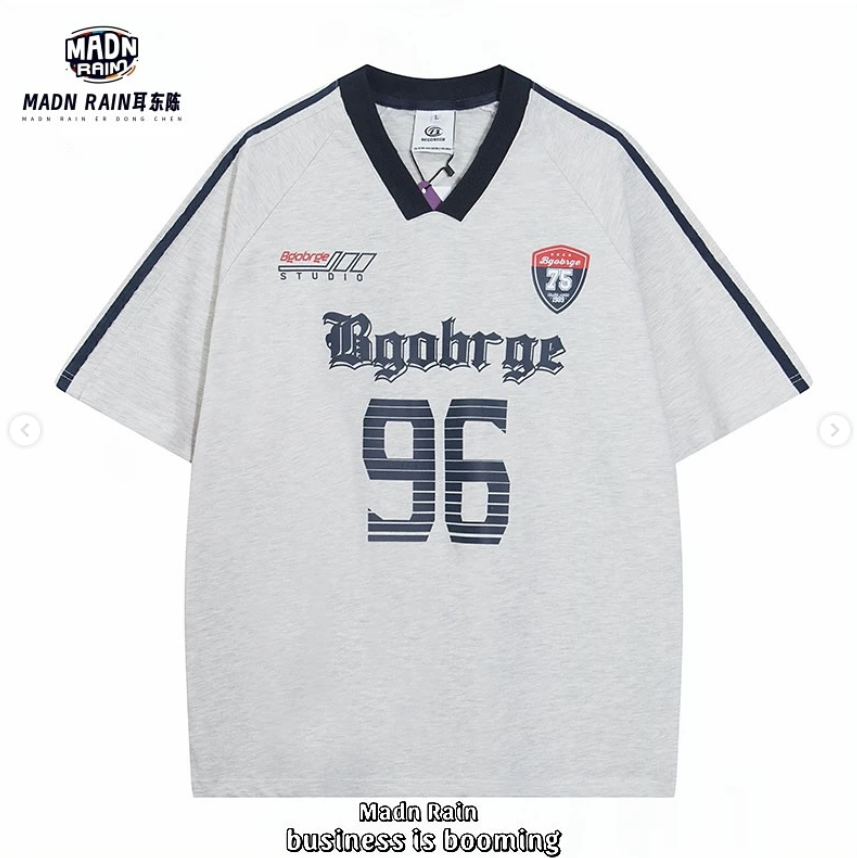 MADN
RAIN
MADN RAIN耳东陈
MADN RAIN ER DONG CHEN
L
Bgobrge
STUDIO
Bgobrge
75
1985
Bgobrge
96
Madn Rain
business is booming